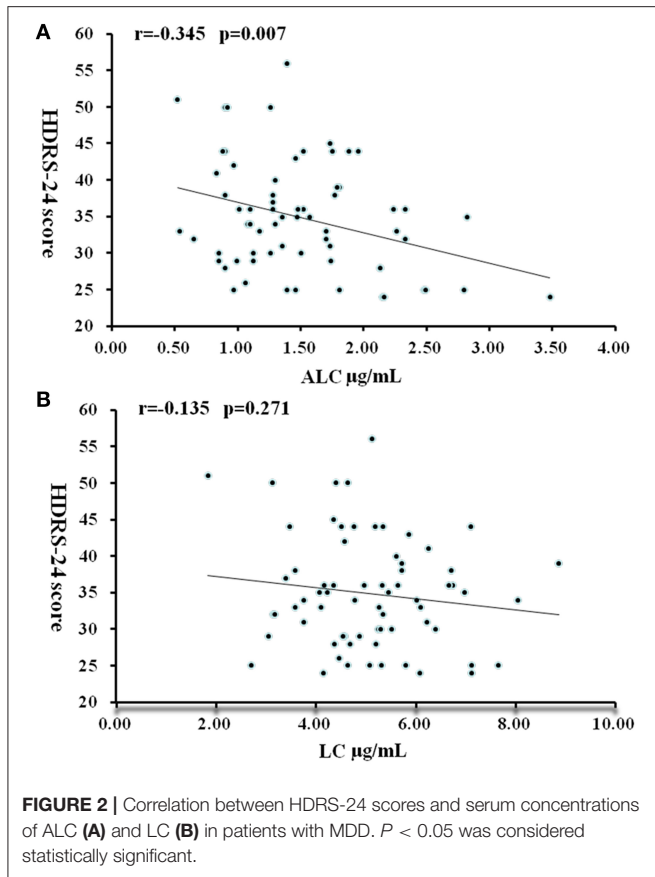 A
r=-0.345 p=0.007
HDRS-24 score
60
55
50
45
40
35
30
25
20
0.00 0.50 1.00 1.50 2.00 2.50 3.00 3.50 4.00
ALC µg/mL
B
r=-0.135 p=0.271
HDRS-24 score
60
55
50
45
40
35
30
25
20
0.00 2.00 4.00 6.00 8.00 10.00
LC µg/mL
FIGURE 2 | Correlation between HDRS-24 scores and serum concentrations
of ALC (A) and LC (B) in patients with MDD. P < 0.05 was considered
statistically significant.